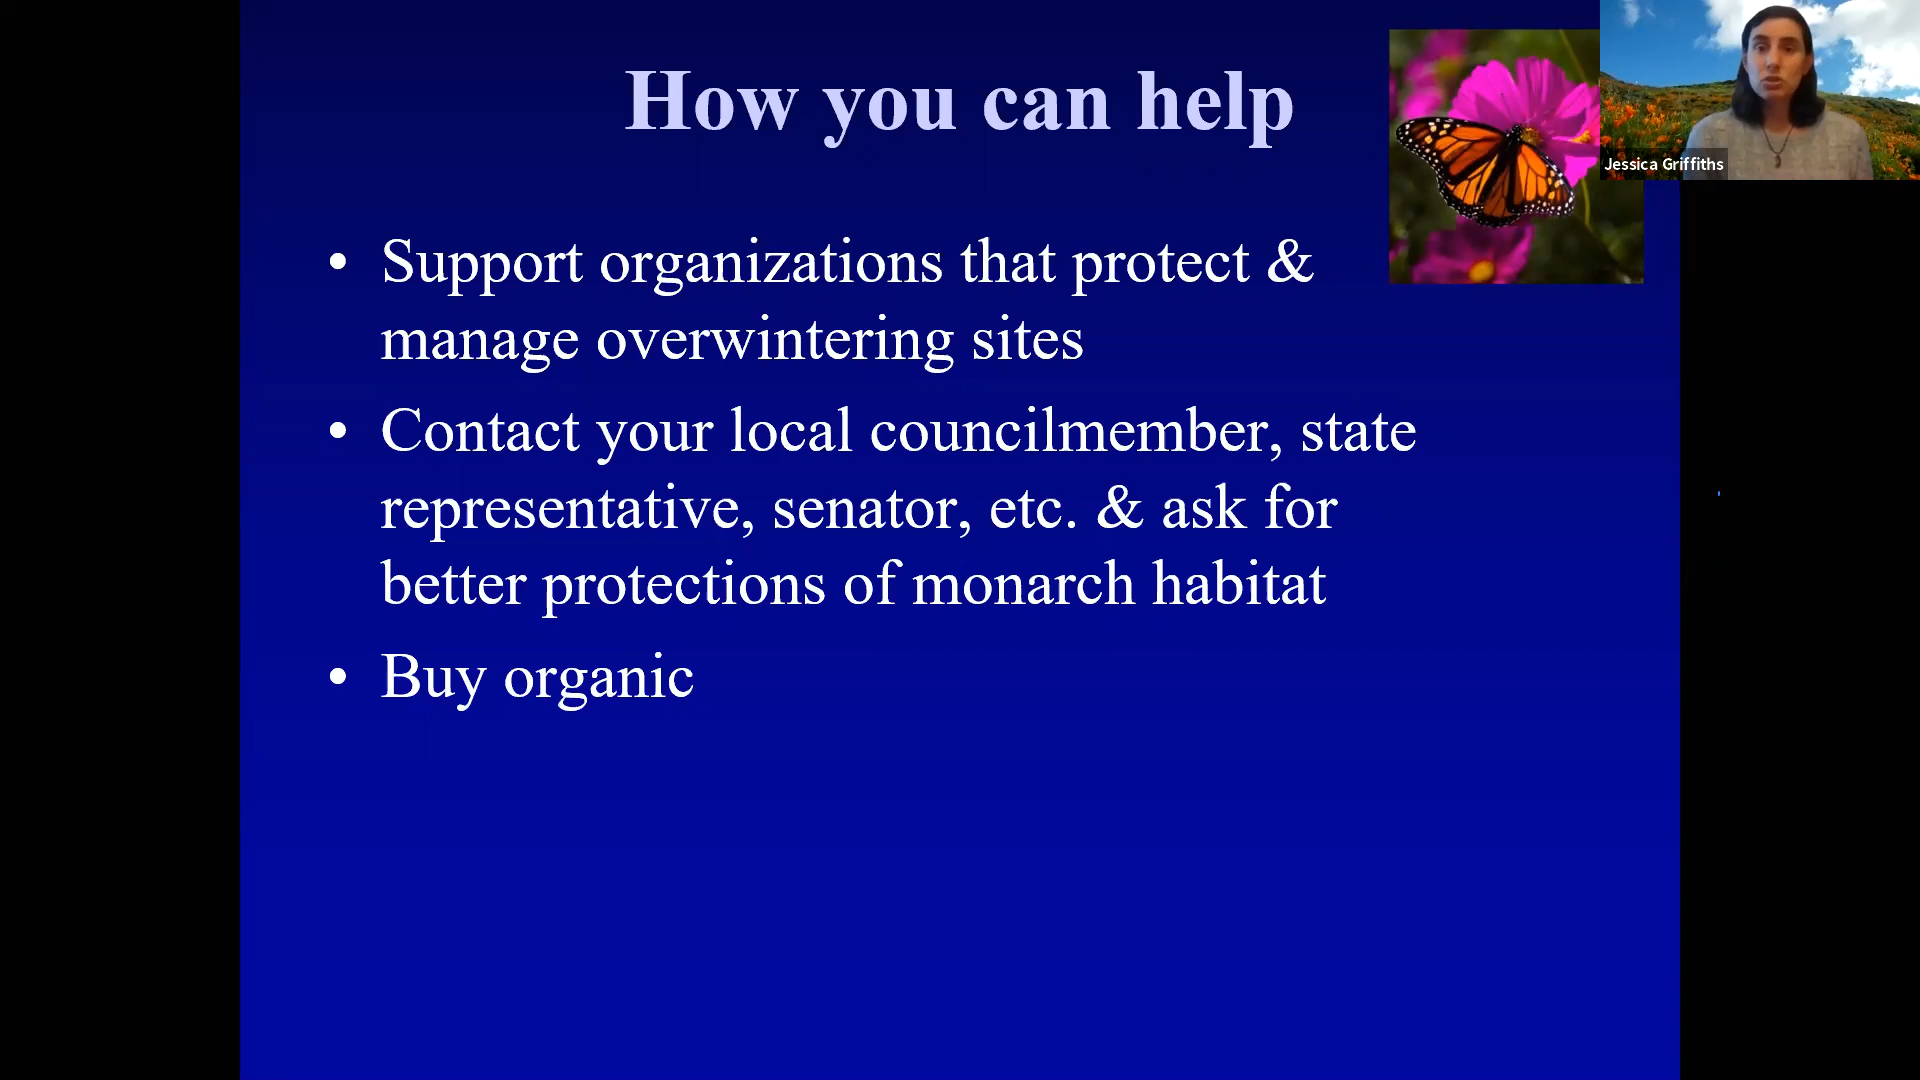 How you can help
Jessica Griffiths
• Support organizations that protect &
manage overwintering sites
• Contact your local councilmember, state
representative, senator, etc. & ask for
better protections of monarch habitat
• Buy organic